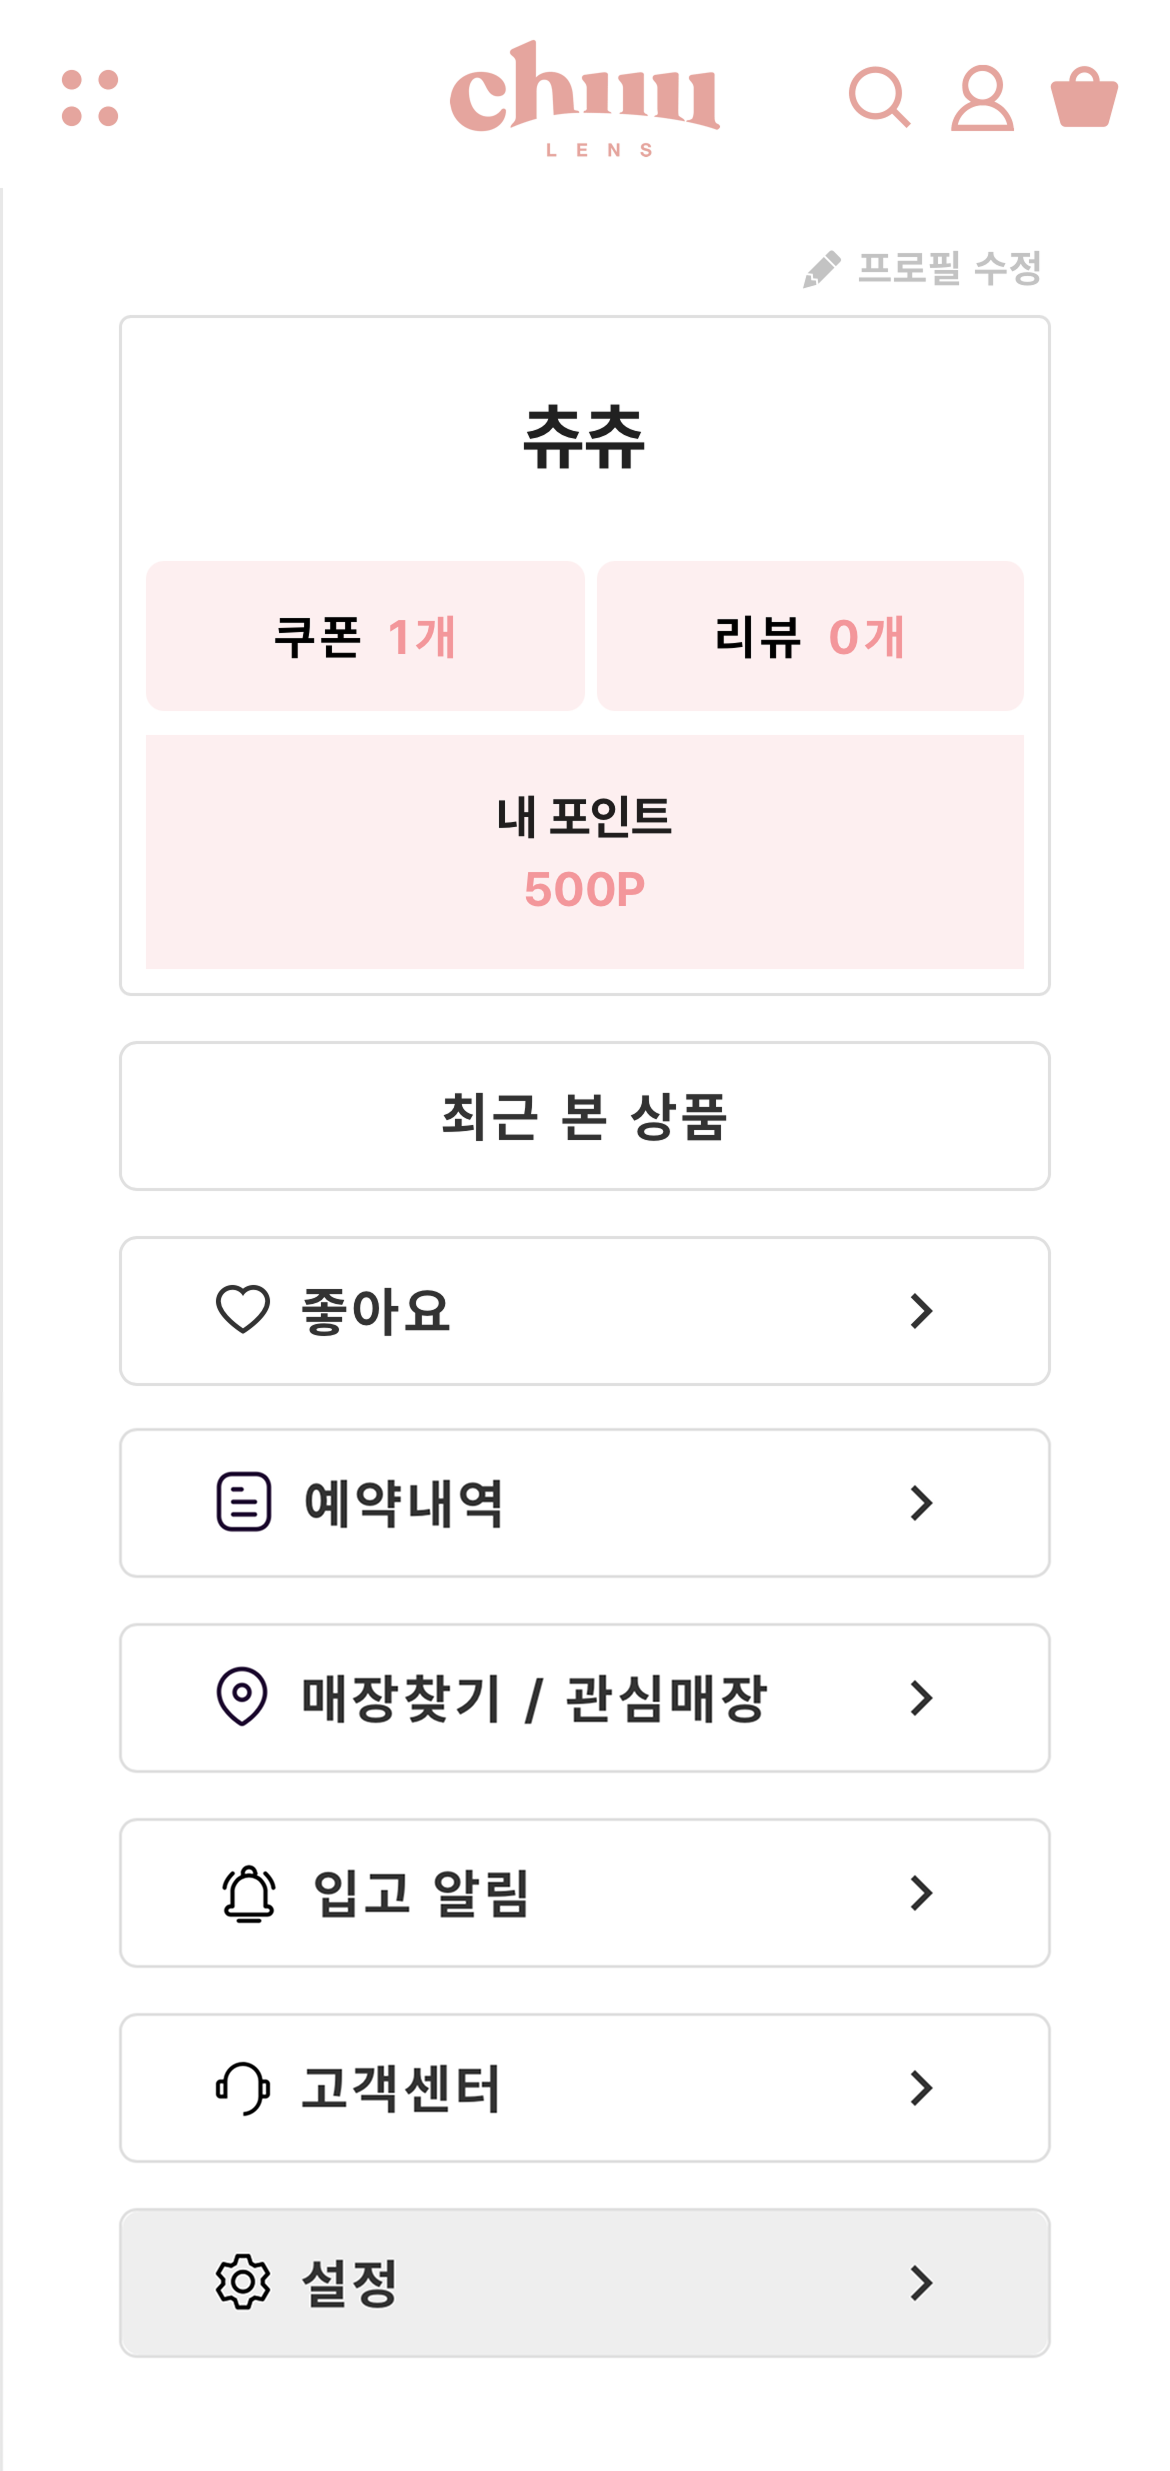 chuu
LENS
프로필 수정
츄츄
쿠폰 1개
리뷰 0개
내 포인트
500P
최근 본 상품
좋아요
예약내역
매장찾기 / 관심매장
입고 알림
고객센터
설정